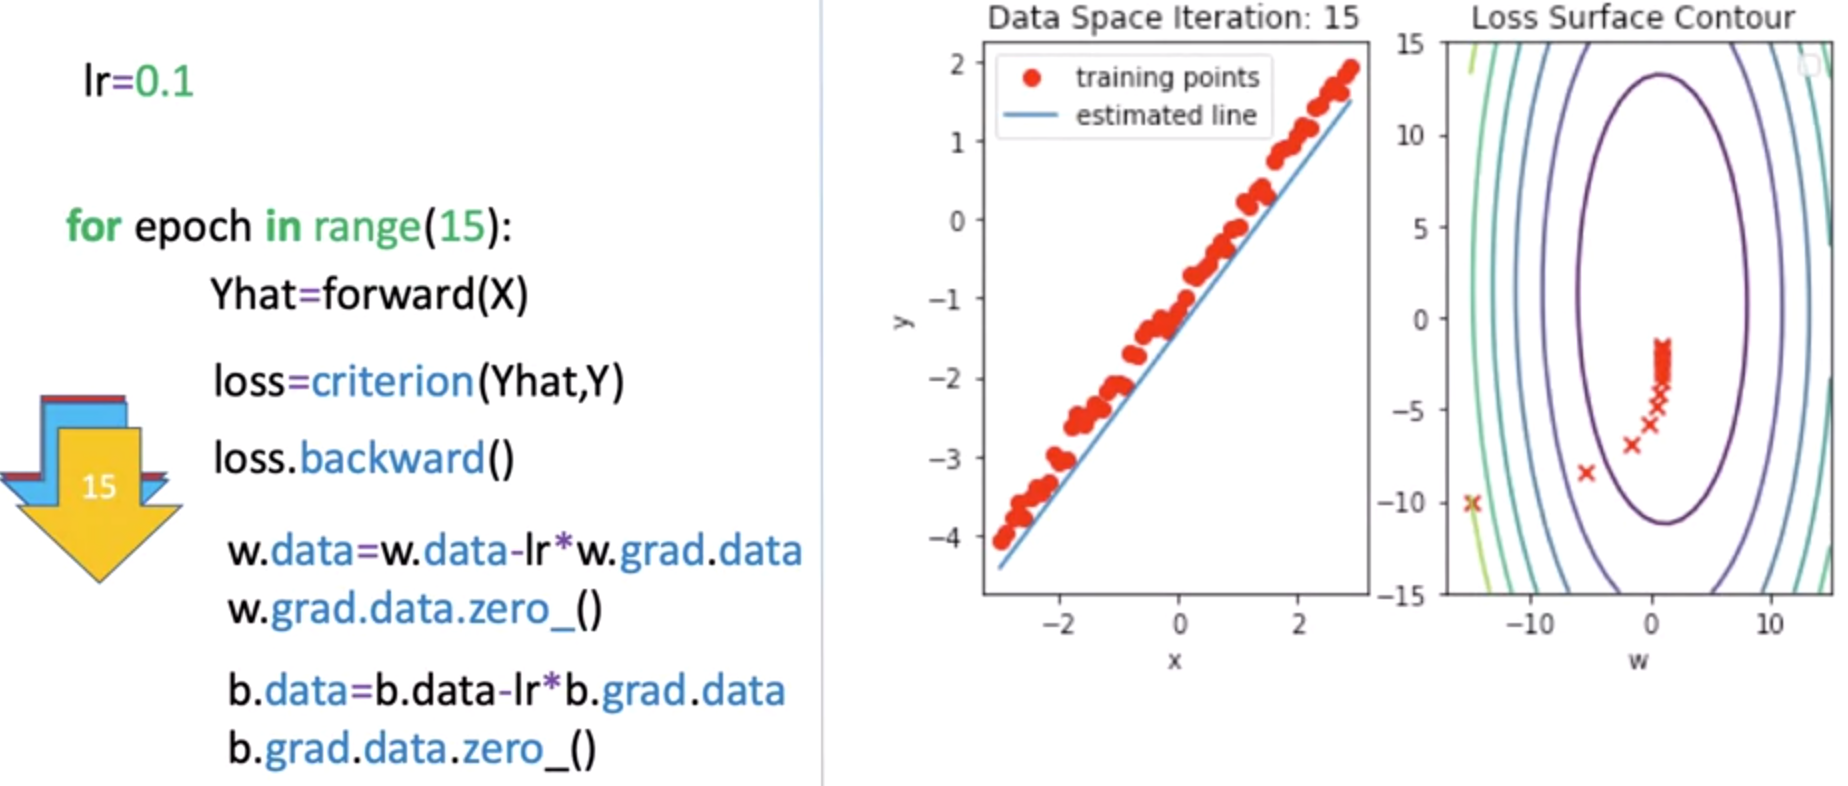 lr=0.1
for epoch in range(15):
Yhat=forward(X)
loss=criterion(Yhat,Y)
loss.backward()
15
w.data=w.data-lr*w.grad.data
w.grad.data.zero_()
b.data=b.data-lr*b.grad.data
b.grad.data.zero_()
Data Space Iteration: 15
training points
estimated line
2
1
0
−1
−2
−3
−4
y
−2 0 2
x
Loss Surface Contour
15
10
5
0
−5
−10
−15
−10 0 10
w